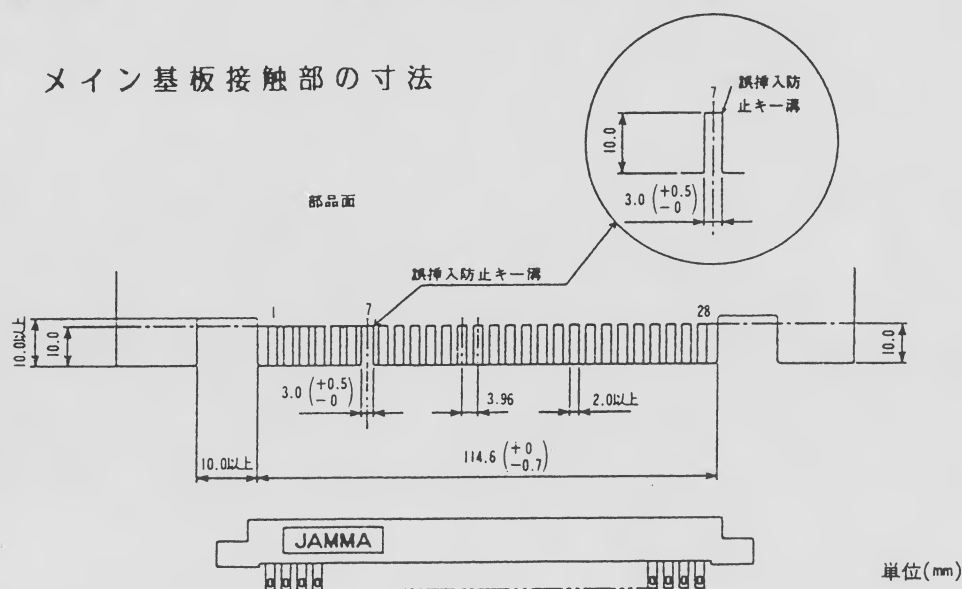 メイン基板接触部の寸法
7
誤挿入防
止キー溝
10.0
3.0 (+0.5 −0)
部品面
誤挿入防止キー溝
1
7
28
10.0以上
10.0
10.0
3.0 (+0.5 −0)
3.96
2.0以上
10.0以上
114.6 (+0 −0.7)
JAMMA
単位(mm)